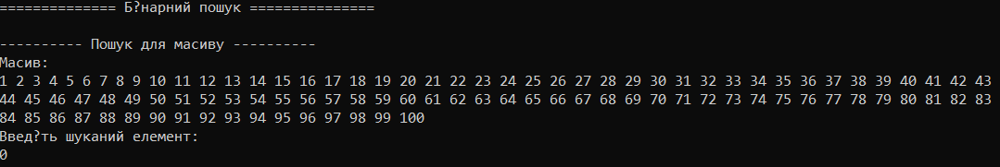 ============== Б?нарний пошук ===============
---------- Пошук для масиву ----------
Масив:
1 2 3 4 5 6 7 8 9 10 11 12 13 14 15 16 17 18 19 20 21 22 23 24 25 26 27 28 29 30 31 32 33 34 35 36 37 38 39 40 41 42 43
44 45 46 47 48 49 50 51 52 53 54 55 56 57 58 59 60 61 62 63 64 65 66 67 68 69 70 71 72 73 74 75 76 77 78 79 80 81 82 83
84 85 86 87 88 89 90 91 92 93 94 95 96 97 98 99 100
Введ?ть шуканий елемент:
0